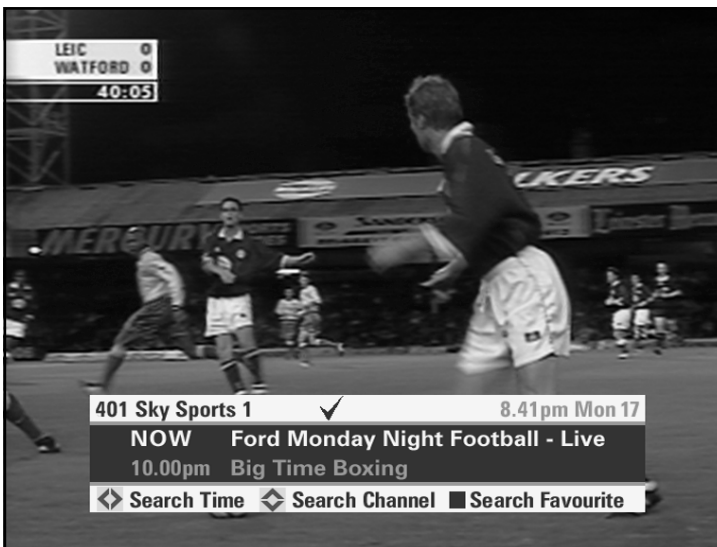 LEIC 0
WATFORD 0
40:05
LKERS
MERCURY
401 Sky Sports 1 8.41pm Mon 17
NOW Ford Monday Night Football - Live
10.00pm Big Time Boxing
Search Time Search Channel Search Favourite